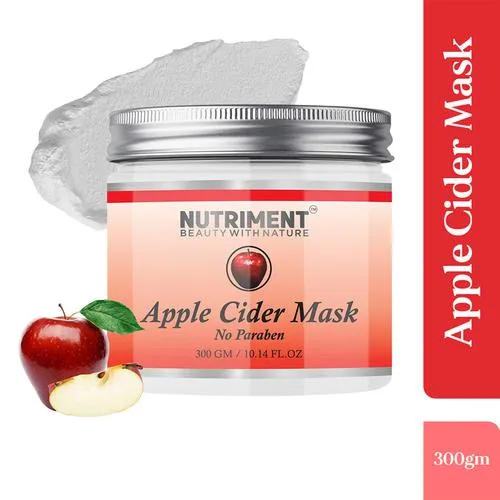 NUTRIMENT™
BEAUTY WITH NATURE
Apple Cider Mask
No Paraben
300 GM / 10.14 FL.OZ
Apple Cider Mask
300gm